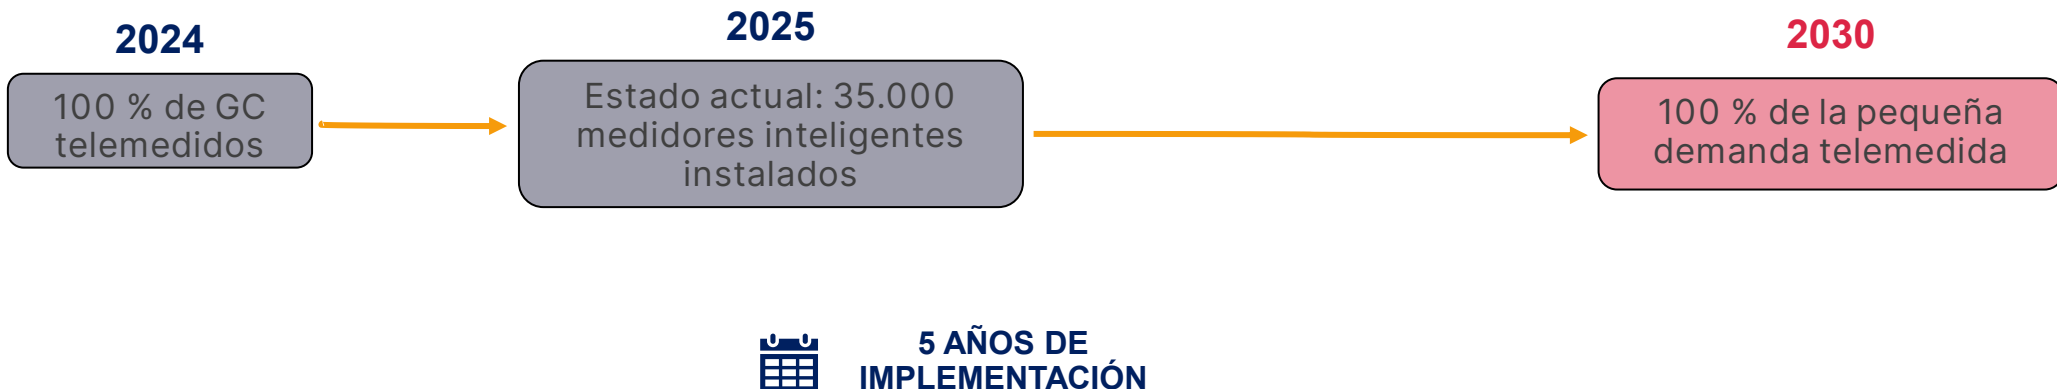 2024
100 % de GC
telemedidos
2025
Estado actual: 35.000
medidores inteligentes
instalados
2030
100 % de la pequeña
demanda telemedida
5 AÑOS DE
IMPLEMENTACIÓN